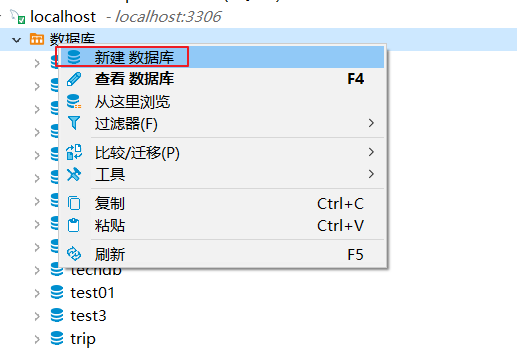 localhost - localhost:3306
数据库
新建 数据库
查看 数据库 F4
从这里浏览
过滤器(F)
比较/迁移(P)
工具
复制 Ctrl+C
粘贴 Ctrl+V
刷新 F5
techdb
test01
test3
trip